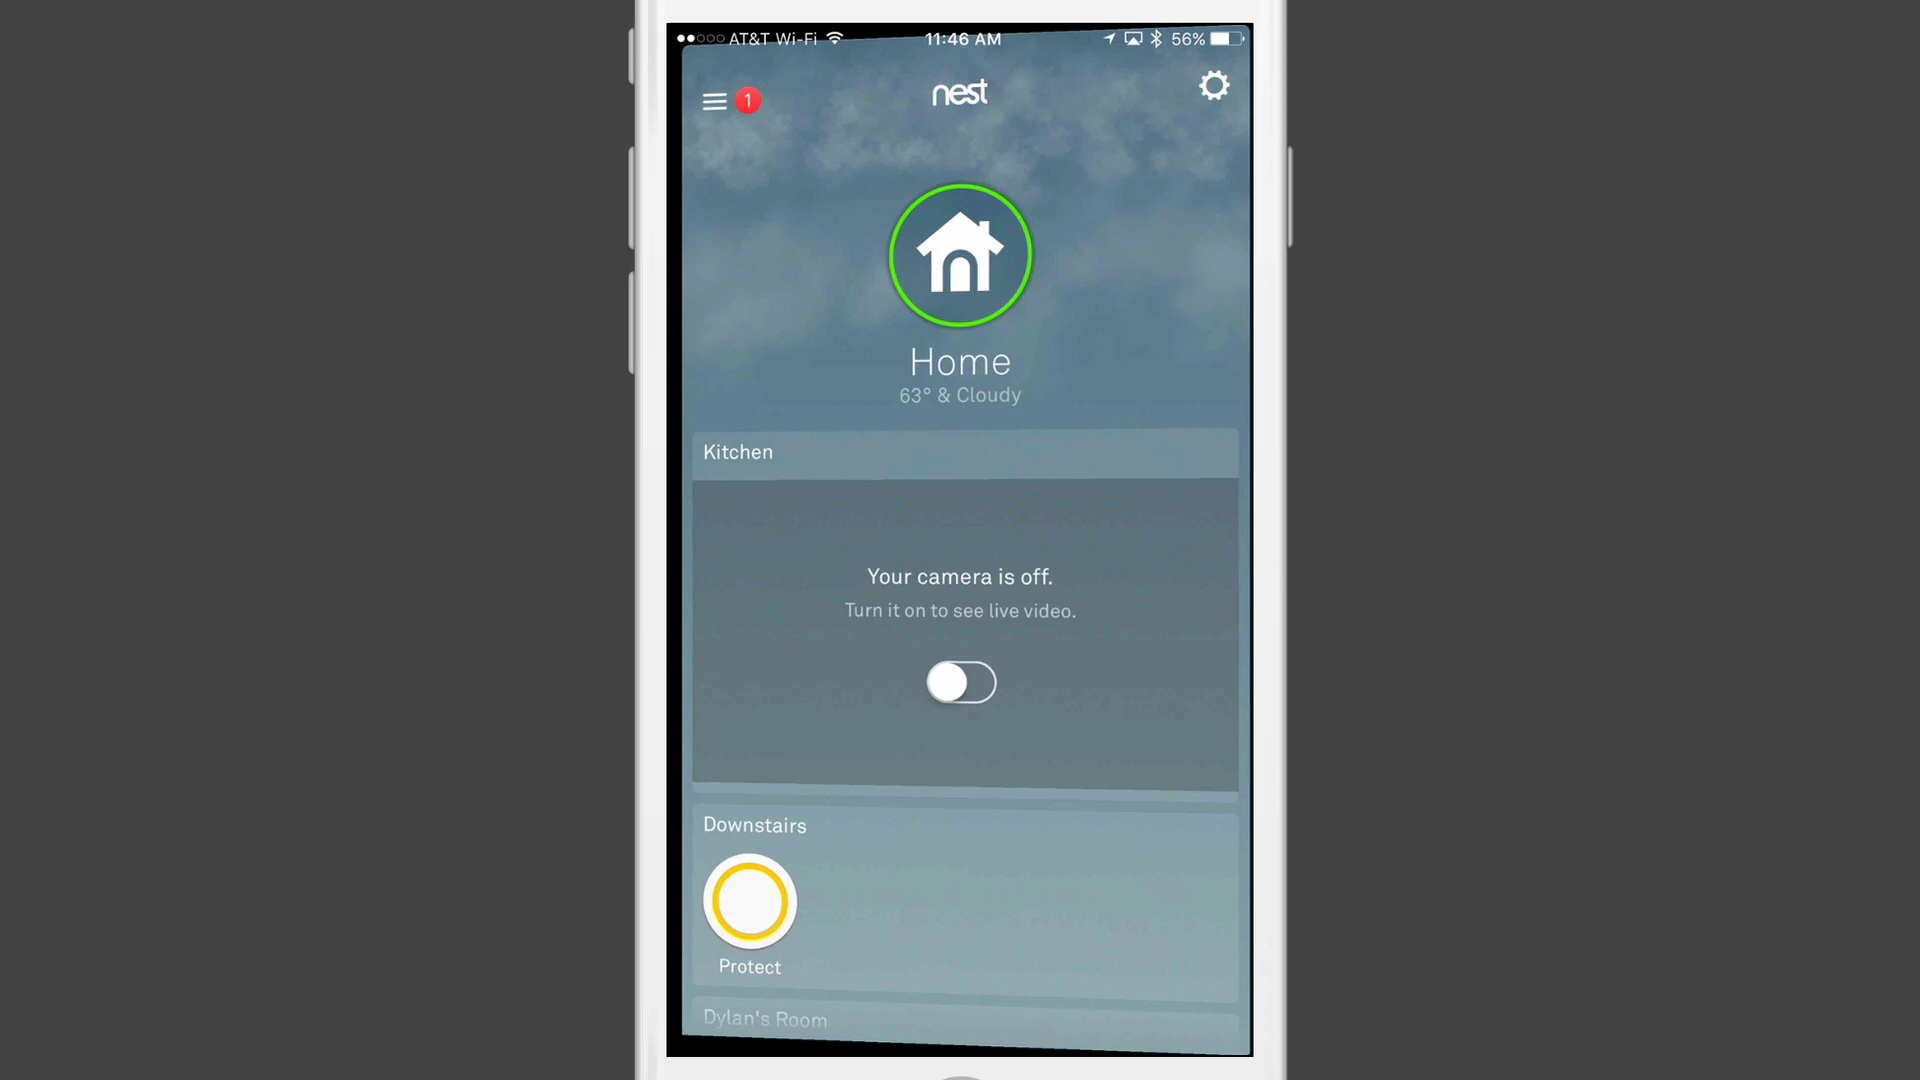 AT&T Wi-Fi 11:46 AM 56%
1 nest
Home
63° & Cloudy
Kitchen
Your camera is off.
Turn it on to see live video.
Downstairs
Protect
Dylan's Room